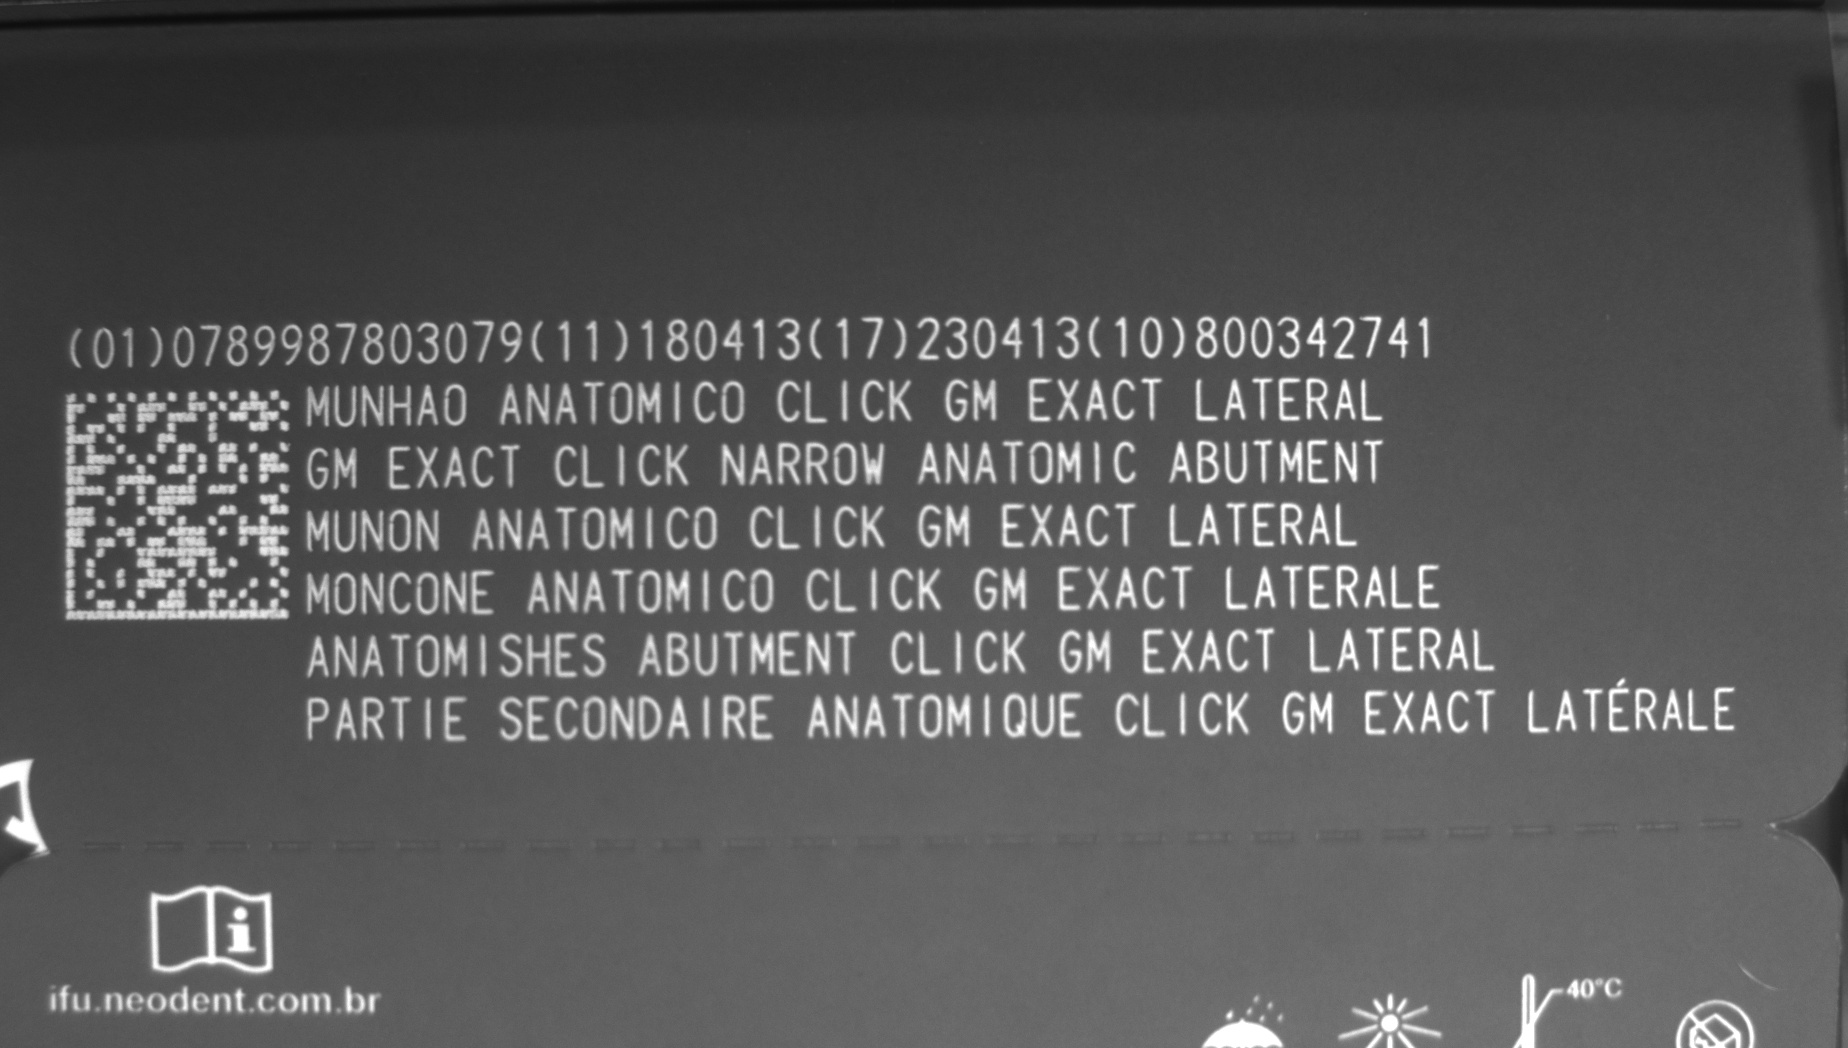 (01)0789987803079(11)180413(17)230413(10)800342741
MUNHAO ANATOMICO CLICK GM EXACT LATERAL
GM EXACT CLICK NARROW ANATOMIC ABUTMENT
MUNON ANATOMICO CLICK GM EXACT LATERAL
MONCONE ANATOMICO CLICK GM EXACT LATERALE
ANATOMISHES ABUTMENT CLICK GM EXACT LATERAL
PARTIE SECONDAIRE ANATOMIQUE CLICK GM EXACT LATÉRALE
ifu.neodent.com.br
40°C